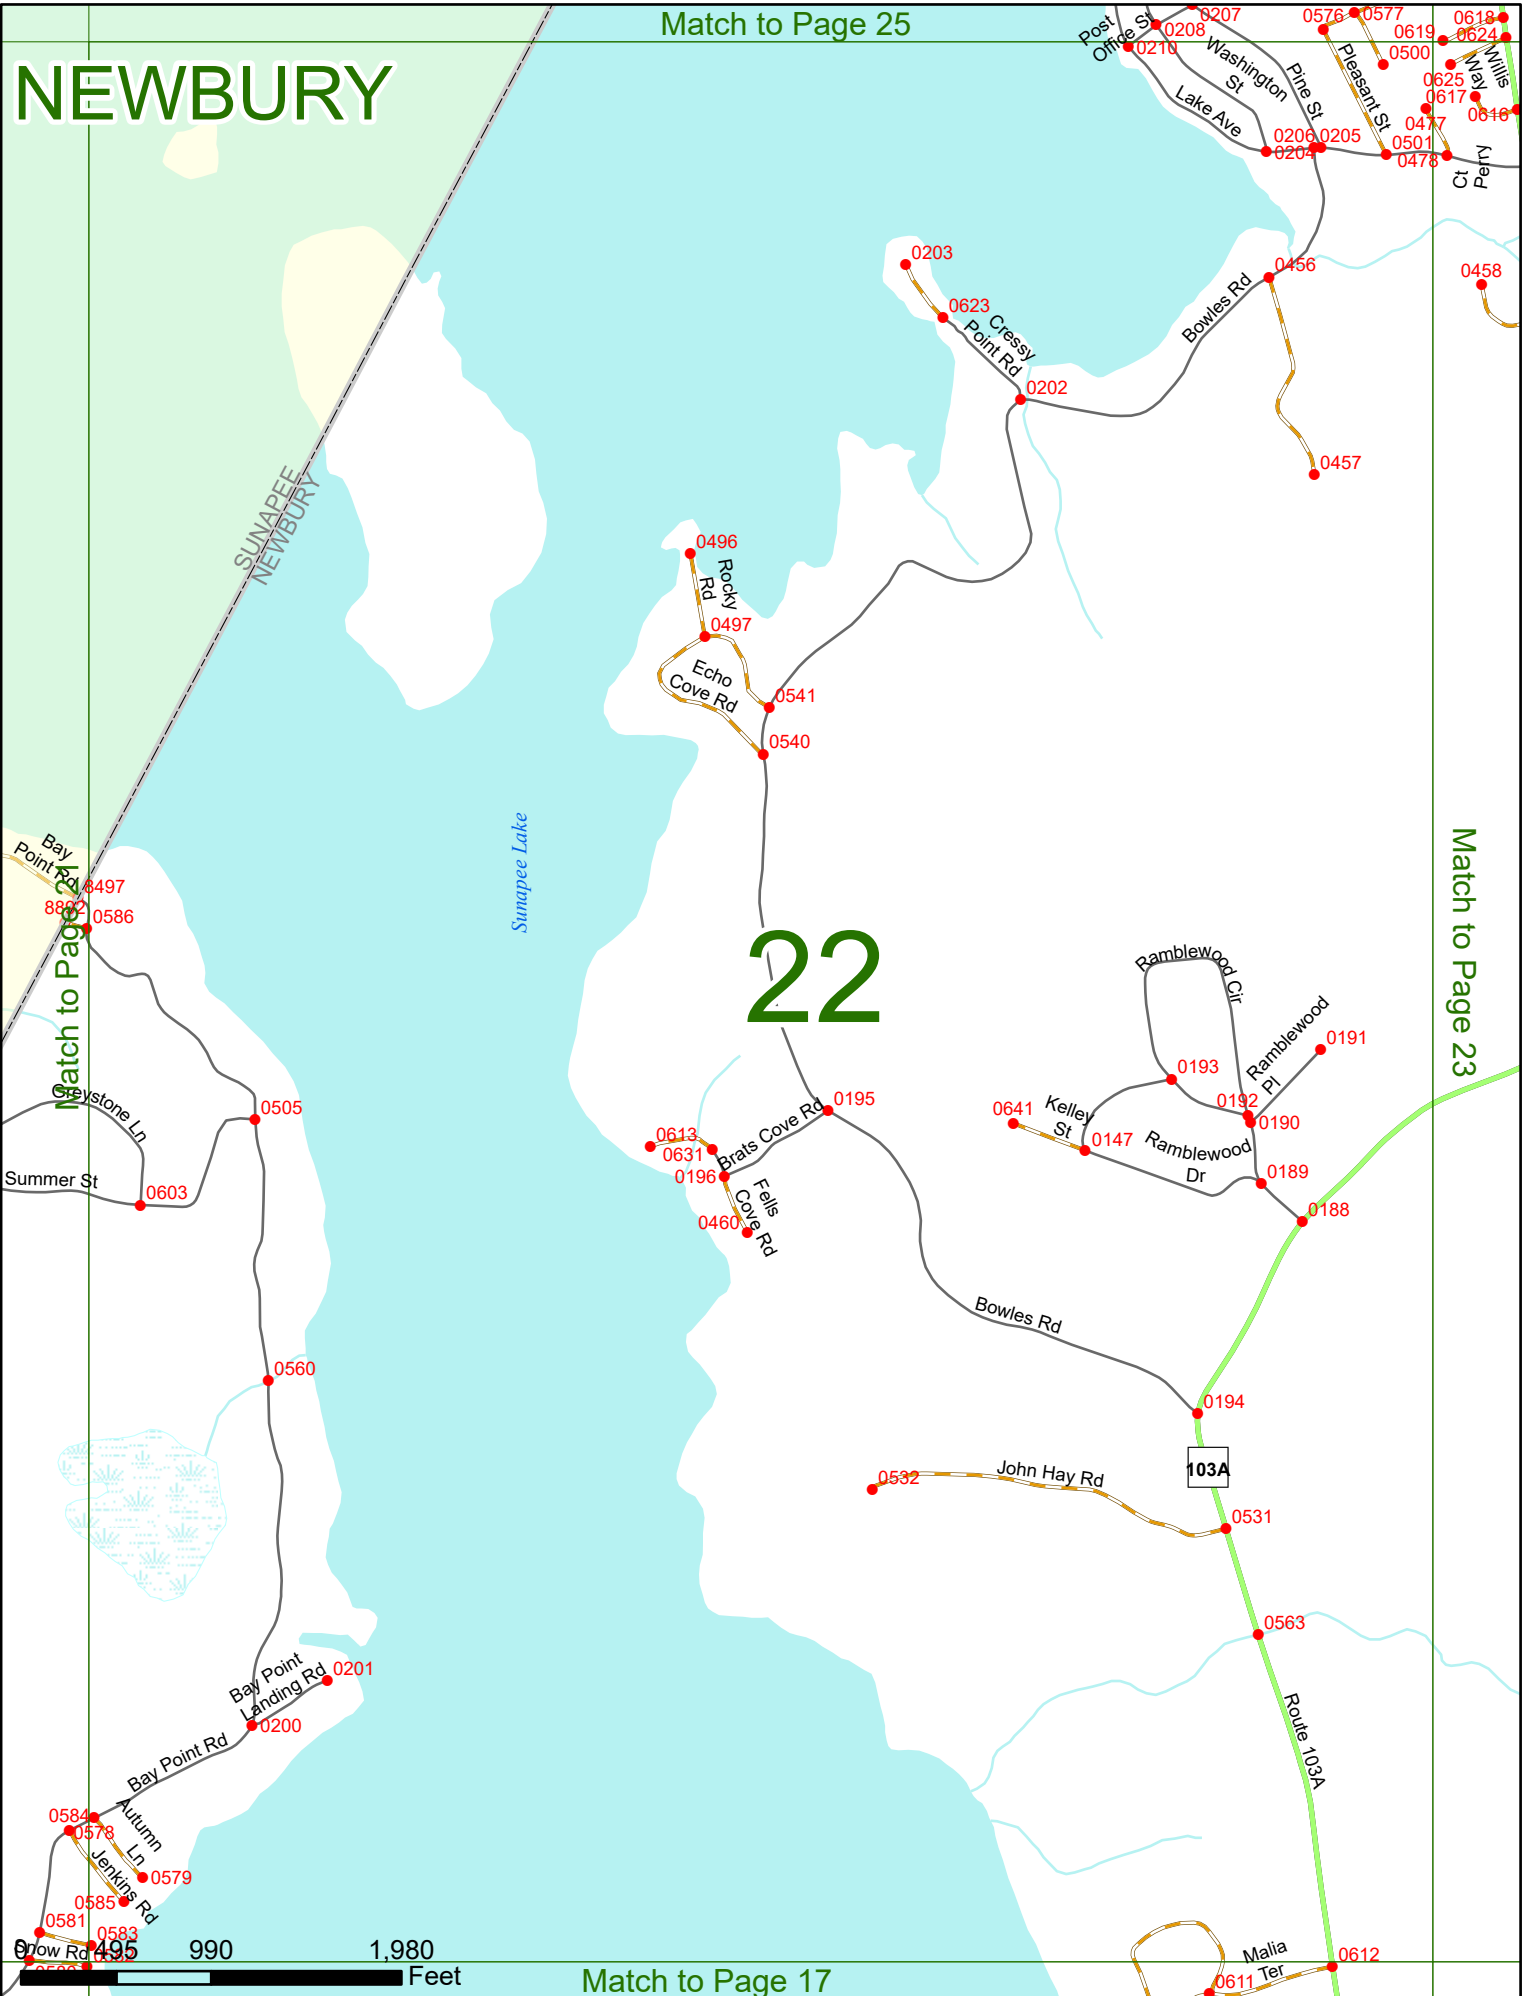 Match to Page 25
NEWBURY
Post
Office St
0207
0208
0210
Washington
St
Lake Ave
Pine St
0576
0577
0500
Pleasant St
0618
0619
0624
0625
Willis
Way
0617
0616
0477
0206
0205
0204
0501
0478
Perry
Ct
0203
0623
Cressy
Point Rd
0202
Bowles Rd
0456
0458
0457
SUNAPEE
NEWBURY
0496
Rocky
Rd
0497
Echo
Cove Rd
0541
0540
Sunapee Lake
Bay
Point Rd
8497
8892
0586
Match to Page 21
Match to Page 23
22
Greystone Ln
0505
Summer St
0603
Ramblewood Cir
Ramblewood
Pl
0191
0193
0192
0190
0641
Kelley
St
0147
Ramblewood
Dr
0189
0188
0195
Brats Cove Rd
0613
0631
0196
Fells
Cove Rd
0460
Bowles Rd
0560
0194
103A
0532
John Hay Rd
0531
0563
Route 103A
Bay Point
Landing Rd
0201
0200
Bay Point Rd
0584
0578
Autumn
Ln
0579
Jenkins Rd
0585
0581
0583
Snow Rd
0582
0 495 990 1,980
Feet
Match to Page 17
Malia
Ter
0612
0611